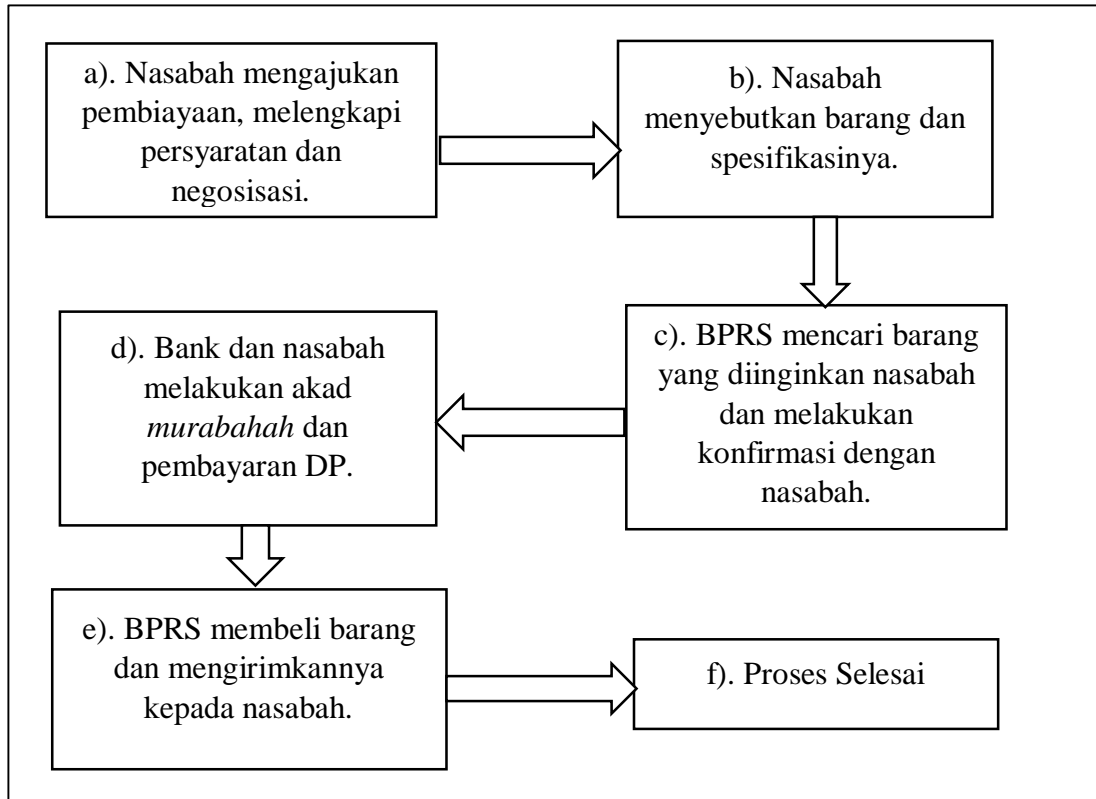 a). Nasabah mengajukan
pembiayaan, melengkapi
persyaratan dan
negosisasi.
b). Nasabah
menyebutkan barang dan
spesifikasinya.
c). BPRS mencari barang
yang diinginkan nasabah
dan melakukan
konfirmasi dengan
nasabah.
d). Bank dan nasabah
melakukan akad
murabahah dan
pembayaran DP.
e). BPRS membeli barang
dan mengirimkannya
kepada nasabah.
f). Proses Selesai